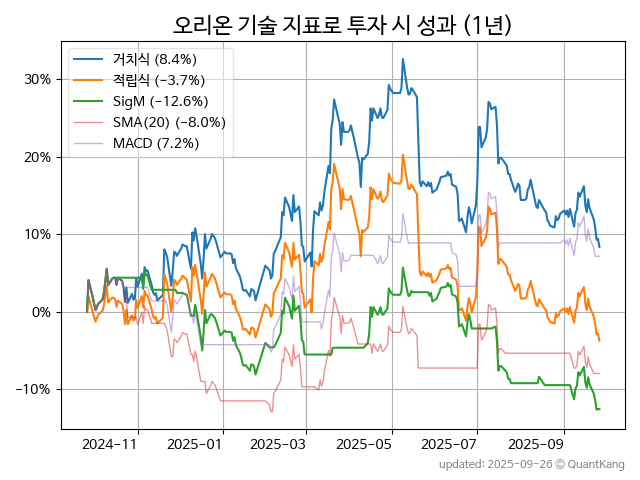 오리온 기술 지표로 투자 시 성과 (1년)
거치식 (8.4%)
적립식 (−3.7%)
SigM (−12.6%)
SMA(20) (−8.0%)
MACD (7.2%)
30%
20%
10%
0%
−10%
2024-11 2025-01 2025-03 2025-05 2025-07 2025-09
updated: 2025-09-26 © QuantKang